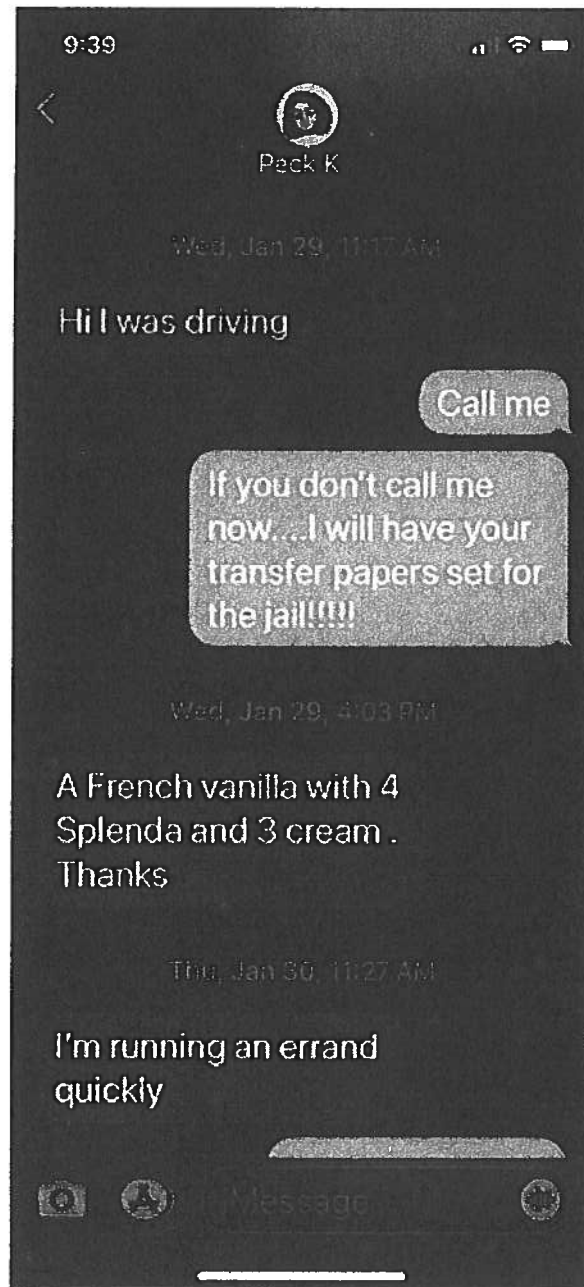 9:39
Peck K
Wed, Jan 29, 11:17 AM
Hi I was driving
Call me
If you don't call me
now....I will have your
transfer papers set for
the jail!!!!!
Wed, Jan 29, 4:03 PM
A French vanilla with 4
Splenda and 3 cream .
Thanks
Thu, Jan 30, 11:27 AM
I'm running an errand
quickly
Message